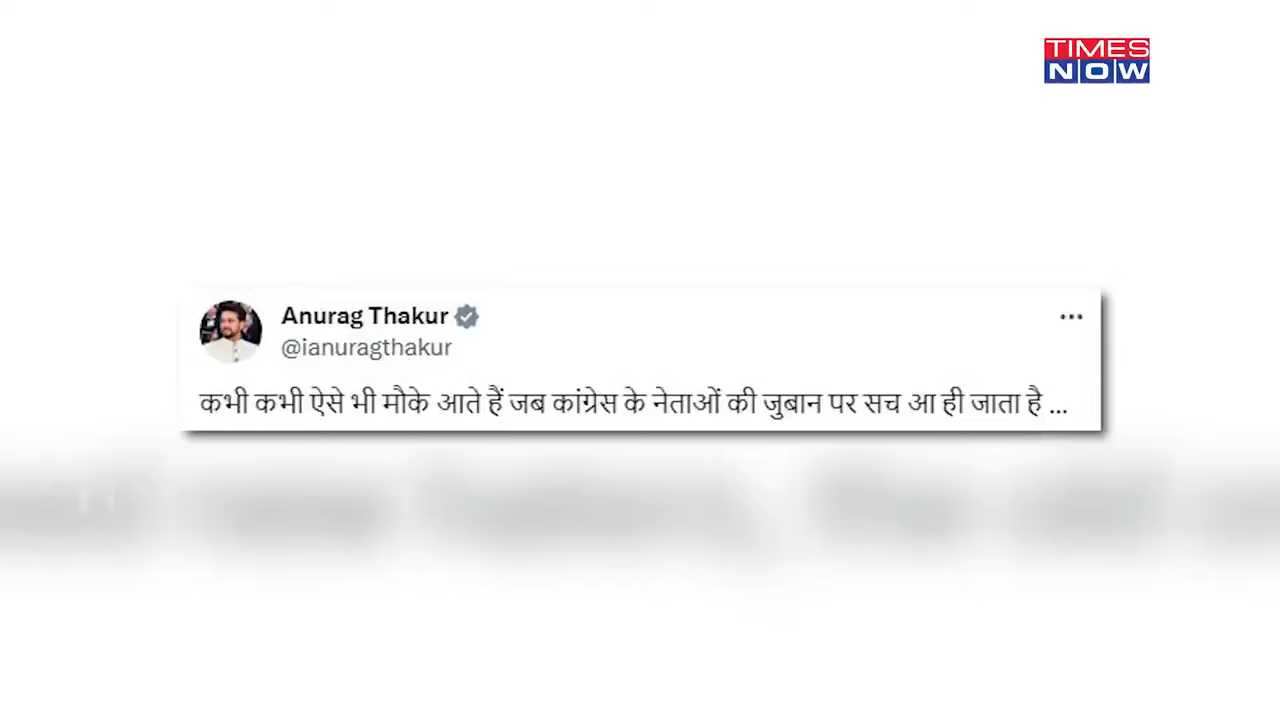 TIMES
NOW
Anurag Thakur
@ianuragthakur
कभी कभी ऐसे भी मौके आते हैं जब कांग्रेस के नेताओं की जुबान पर सच आ ही जाता है ...